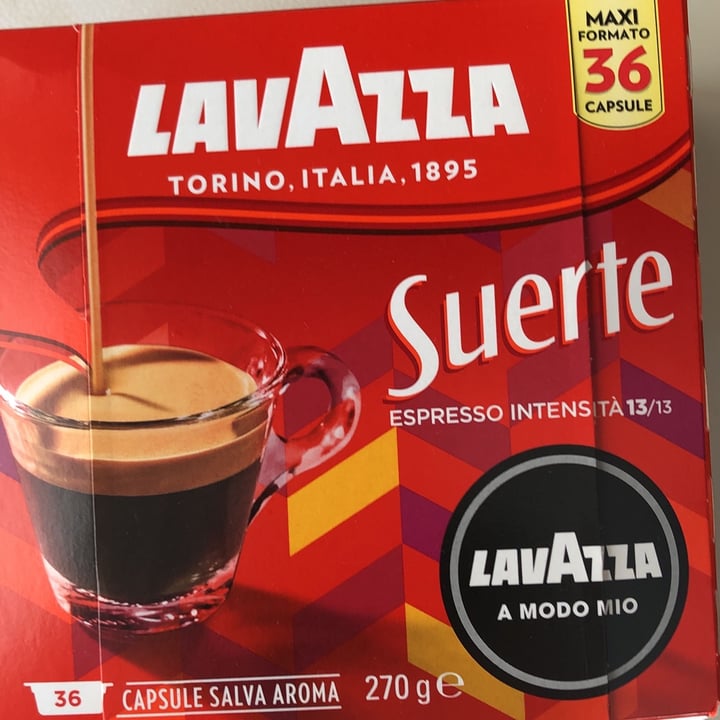 MAXI
FORMATO
36
CAPSULE
LAVAZZA
TORINO, ITALIA, 1895
Suerte
ESPRESSO INTENSITÀ 13/13
LAVAZZA
A MODO MIO
36 CAPSULE SALVA AROMA 270 g ℮